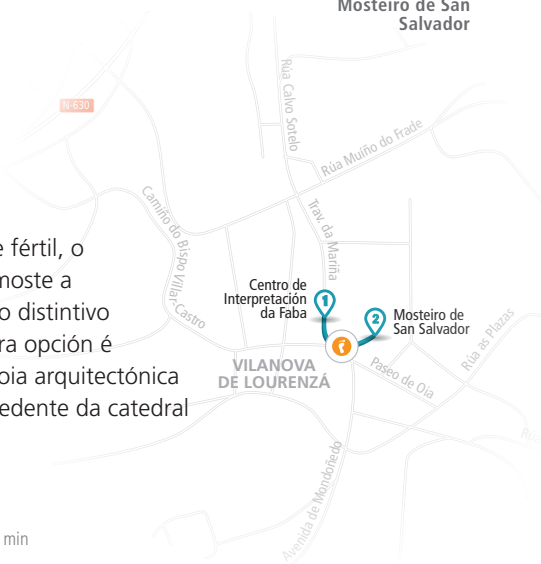 Mosteiro de San
Salvador
N-630
Rúa Calvo Sotelo
Rúa Muíño do Frade
Camiño do Bispo Villar-Castro
Trav. da Mariña
e fértil, o
moste a
o distintivo
ra opción é
oia arquitectónica
edente da catedral
Centro de
Interpretación
da Faba
1
2
Mosteiro de
San Salvador
VILANOVA
DE LOURENZÁ
Paseo de Oia
Rúa as Plazas
Rúa
Avenida de Mondoñedo
min